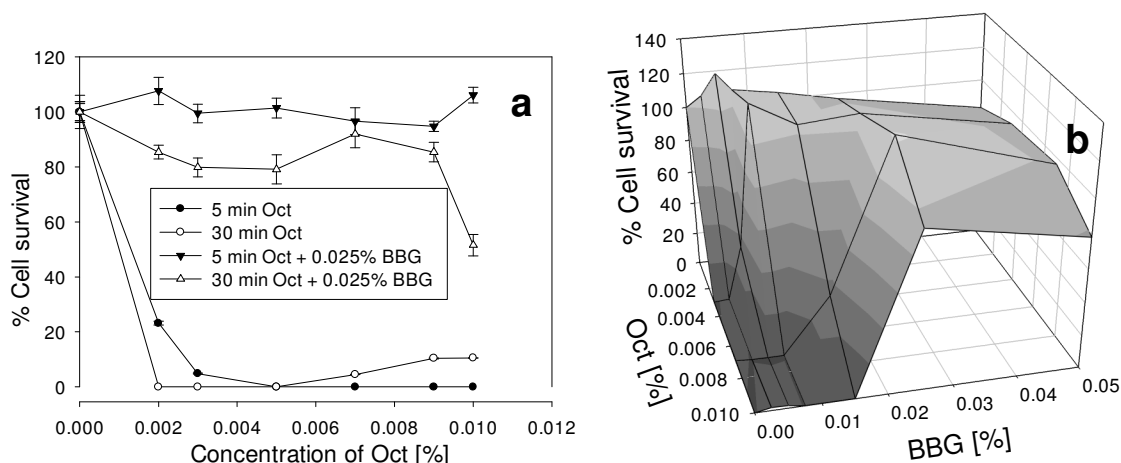 120
100
80
60
40
20
0
0.000 0.002 0.004 0.006 0.008 0.010 0.012
% Cell survival
Concentration of Oct [%]
a
5 min Oct
30 min Oct
5 min Oct + 0.025% BBG
30 min Oct + 0.025% BBG
140
120
100
80
60
40
20
0
% Cell survival
0.002
0.004
0.006
0.008
0.010
Oct [%]
0.00
0.01
0.02
0.03
0.04
0.05
BBG [%]
b